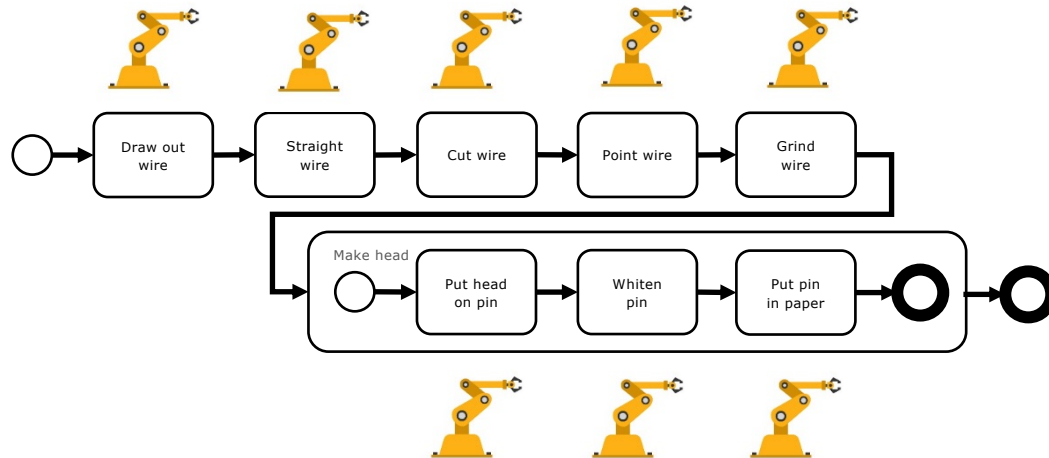 Draw out
wire
Straight
wire
Cut wire
Point wire
Grind
wire
Make head
Put head
on pin
Whiten
pin
Put pin
in paper